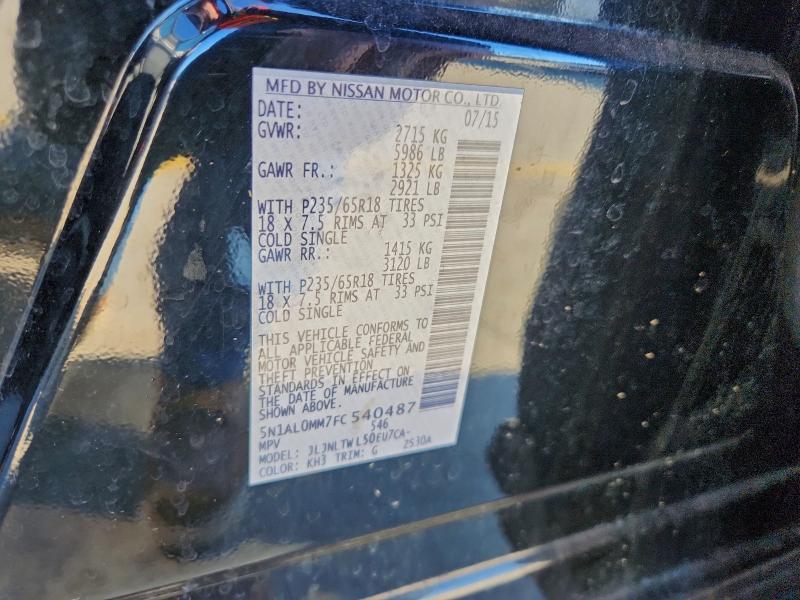 MFD BY NISSAN MOTOR CO., LTD.
DATE: 07/15
GVWR: 2715 KG
5986 LB
GAWR FR.: 1325 KG
2921 LB
WITH P235/65R18 TIRES
18 X 7.5 RIMS AT 33 PSI
COLD SINGLE
GAWR RR.: 1415 KG
3120 LB
WITH P235/65R18 TIRES
18 X 7.5 RIMS AT 33 PSI
COLD SINGLE
THIS VEHICLE CONFORMS TO
ALL APPLICABLE FEDERAL
MOTOR VEHICLE SAFETY AND
THEFT PREVENTION
STANDARDS IN EFFECT ON
THE DATE OF MANUFACTURE
SHOWN ABOVE.
5N1AL0MM7FC540487
MPV 546
MODEL: JLJNLTWL50EU7CA-
COLOR: KH3 TRIM: G ZS30A